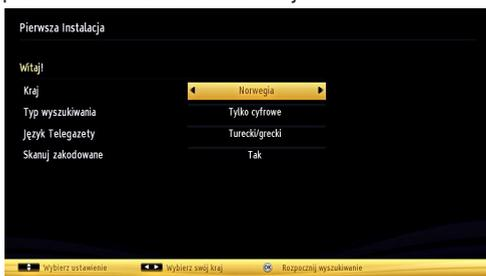 Pierwsza Instalacja
Witaj!
Kraj Norwegia
Typ wyszukiwania Tylko cyfrowe
Język Telegazety Turecki/grecki
Skanuj zakodowane Tak
Wybierz ustawienie Wybierz swój kraj OK Rozpocznij wyszukiwanie